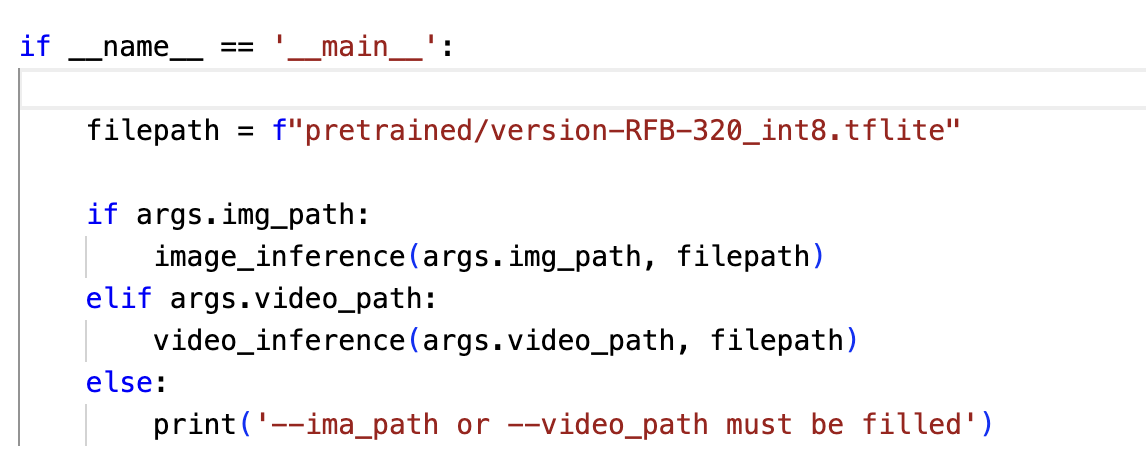 if __name__ == '__main__':
filepath = f"pretrained/version-RFB-320_int8.tflite"
if args.img_path:
image_inference(args.img_path, filepath)
elif args.video_path:
video_inference(args.video_path, filepath)
else:
print('--ima_path or --video_path must be filled')